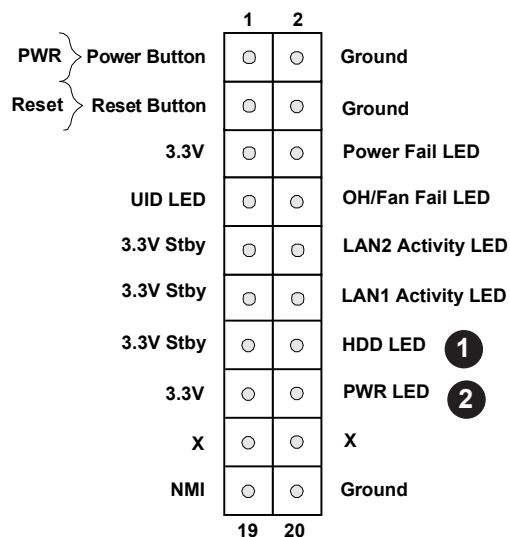 1 2
PWR Power Button Ground
Reset Reset Button Ground
3.3V Power Fail LED
UID LED OH/Fan Fail LED
3.3V Stby LAN2 Activity LED
3.3V Stby LAN1 Activity LED
3.3V Stby HDD LED 1
3.3V PWR LED 2
X X
NMI Ground
19 20